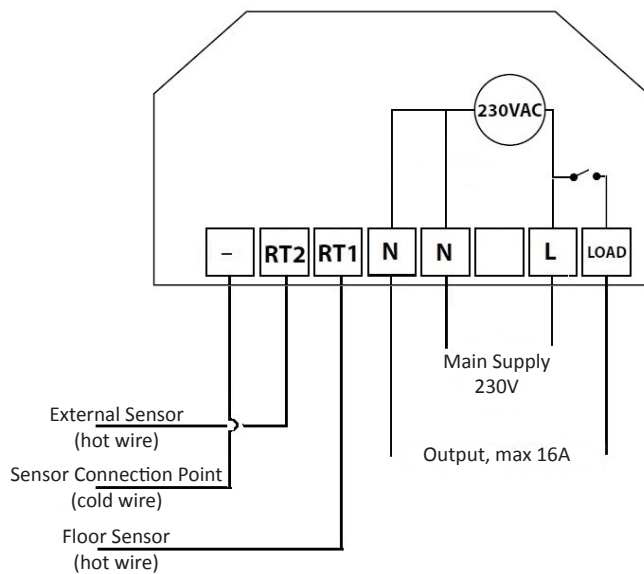 230VAC
–
RT2
RT1
N
N
L
LOAD
Main Supply
230V
External Sensor
(hot wire)
Output, max 16A
Sensor Connection Point
(cold wire)
Floor Sensor
(hot wire)